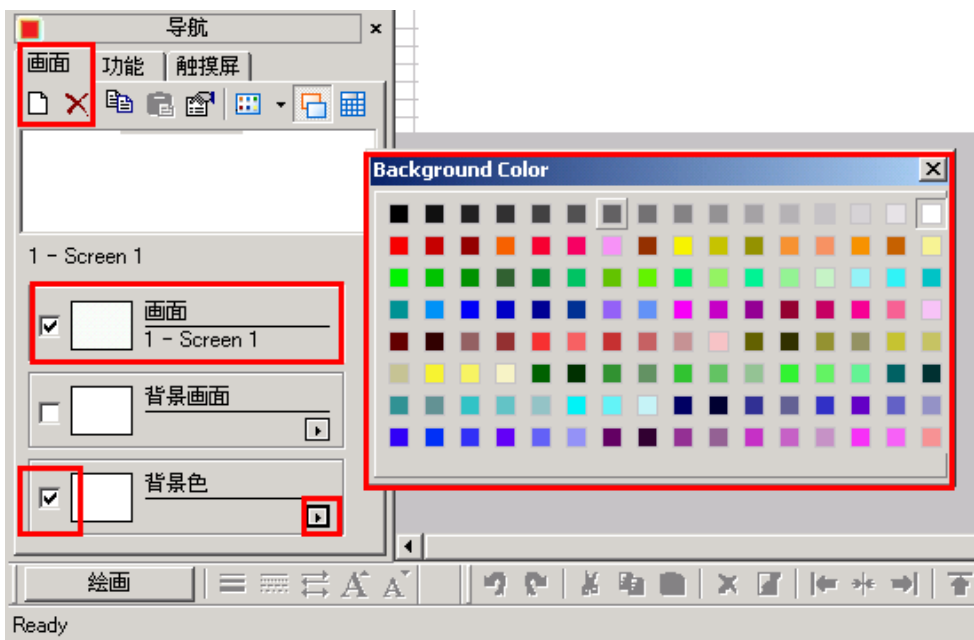 导航
画面 功能 触摸屏
Background Color
1 - Screen 1
画面
1 - Screen 1
背景画面
背景色
绘画
Ready